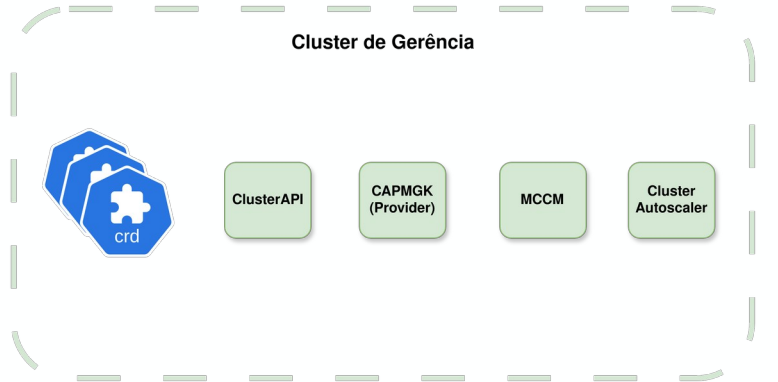 Cluster de Gerência
crd
ClusterAPI
CAPMGK
(Provider)
MCCM
Cluster
Autoscaler